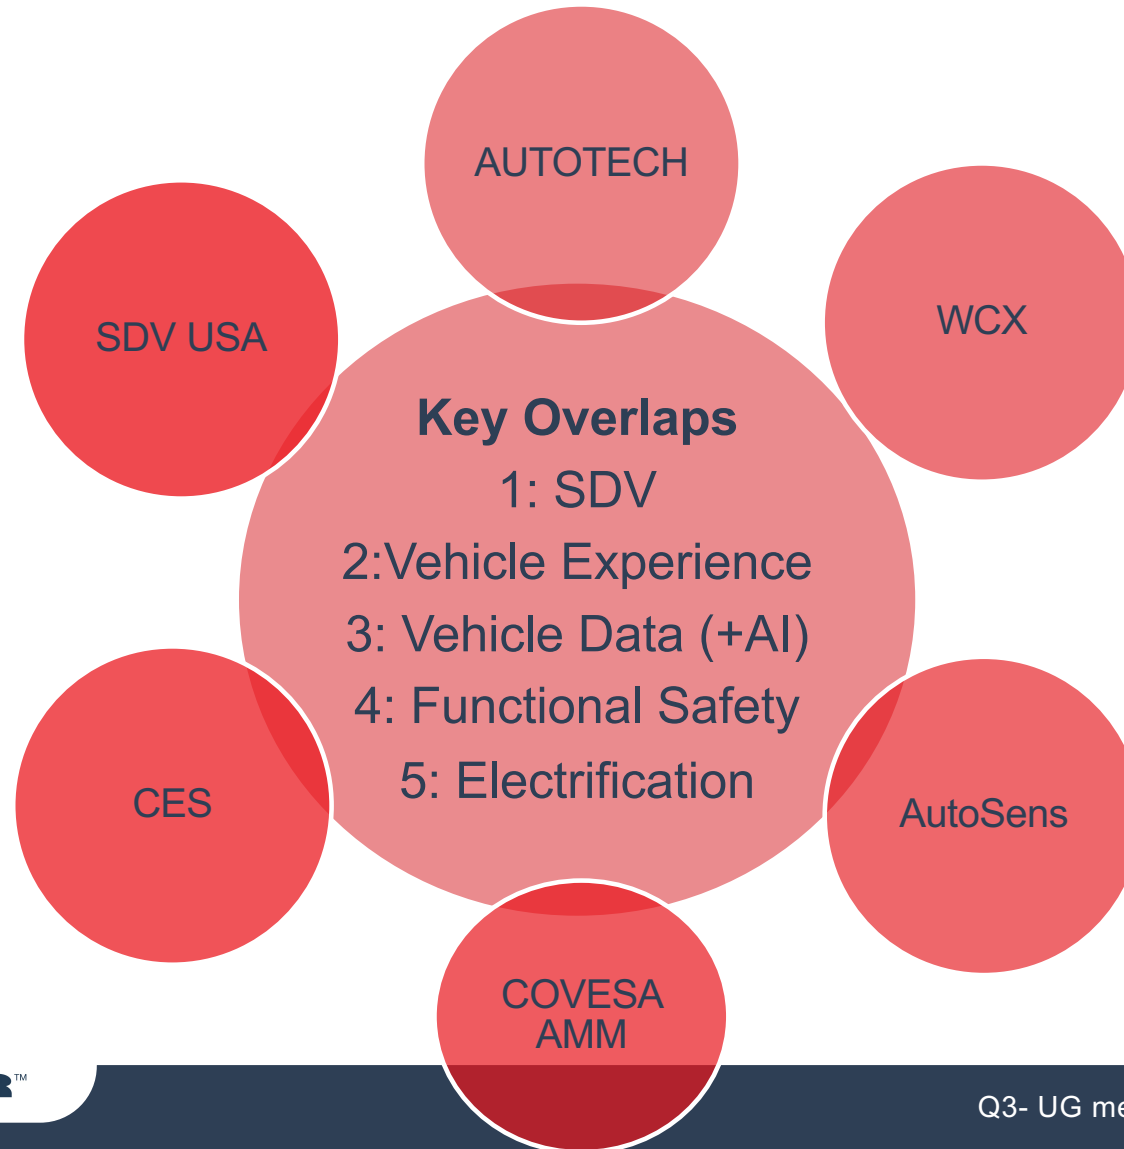 AUTOTECH
SDV USA
WCX
Key Overlaps
1: SDV
2:Vehicle Experience
3: Vehicle Data (+AI)
4: Functional Safety
5: Electrification
CES
AutoSens
COVESA
AMM
R™
Q3- UG me